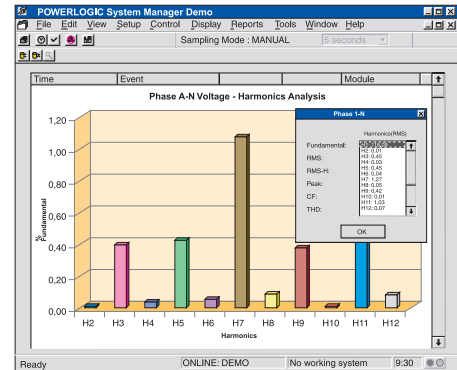 POWERLOGIC System Manager Demo
File Edit View Setup Control Display Reports Tools Window Help
Sampling Mode : MANUAL 5 seconds
Time Event Module
Phase A-N Voltage - Harmonics Analysis
Phase 1-N
Harmonics(RMS)
Fundamental:
RMS:
RMS-H:
Peak:
CF:
THD:
H2: 0.01
H3: 0.45
H4: 0.03
H5: 0.45
H6: 0.04
H7: 1.27
H8: 0.05
H9: 0.42
H10: 0.01
H11: 1.03
H12: 0.07
OK
% Fundamental
1,20
1,00
0,80
0,60
0,40
0,20
0,00
H2 H3 H4 H5 H6 H7 H8 H9 H10 H11 H12
Harmonics
Ready ONLINE: DEMO No working system 9:30